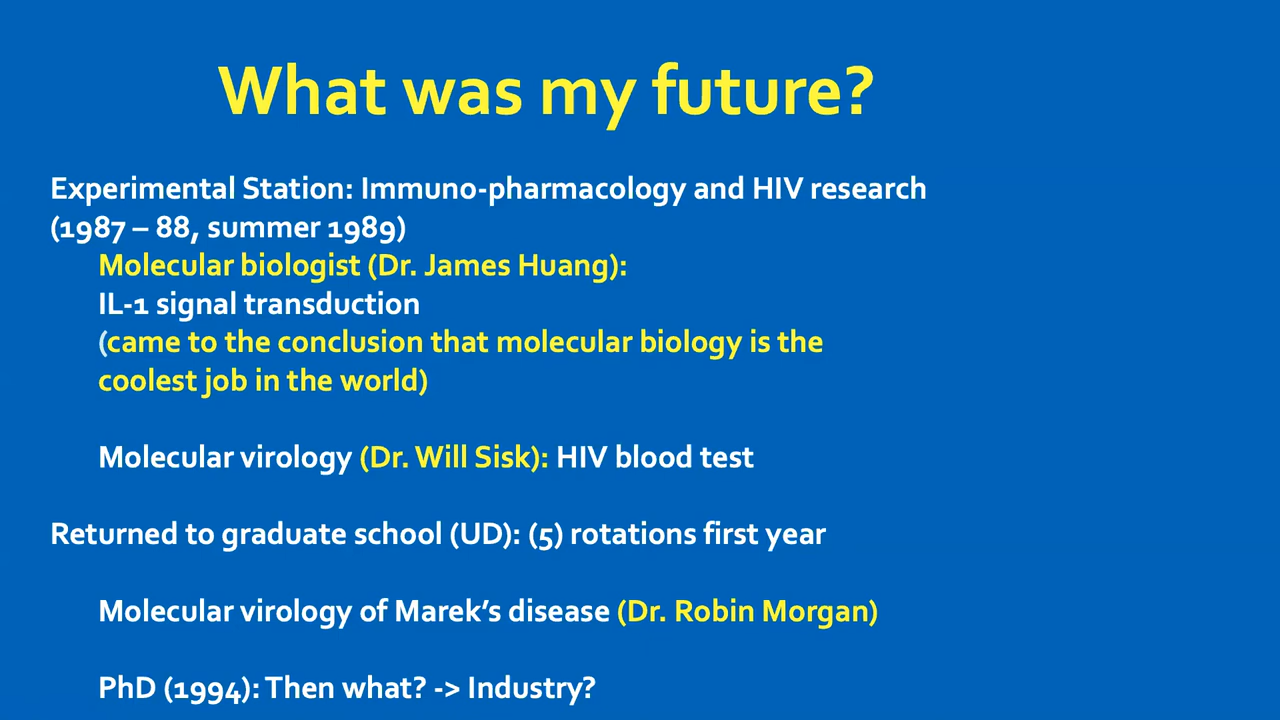 What was my future?
Experimental Station: Immuno-pharmacology and HIV research
(1987 – 88, summer 1989)
Molecular biologist (Dr. James Huang):
IL-1 signal transduction
(came to the conclusion that molecular biology is the
coolest job in the world)
Molecular virology (Dr. Will Sisk): HIV blood test
Returned to graduate school (UD): (5) rotations first year
Molecular virology of Marek’s disease (Dr. Robin Morgan)
PhD (1994): Then what? -> Industry?